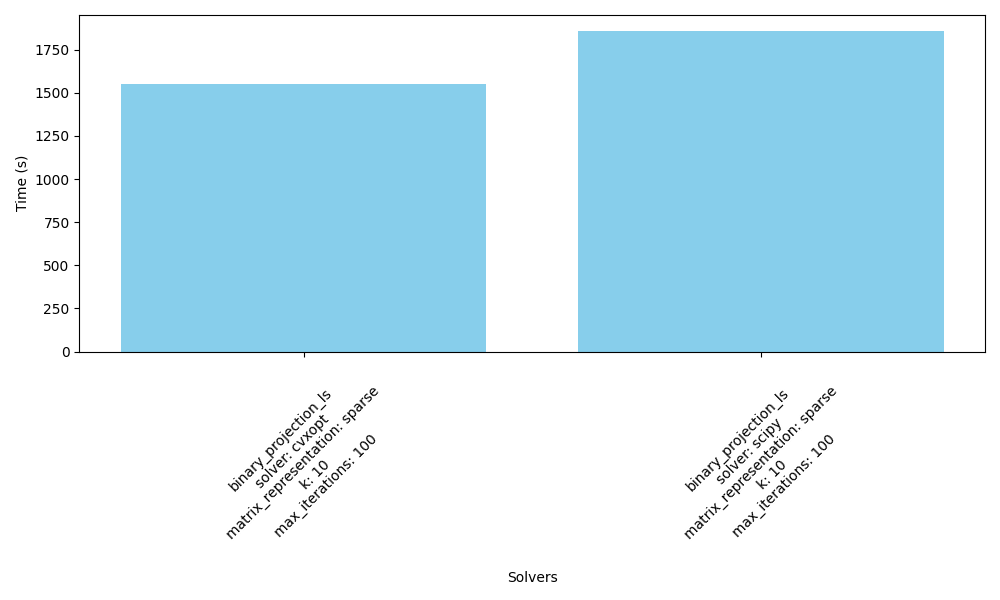 1750
1500
1250
1000
750
500
250
0
Time (s)
binary_projection_ls
solver: cvxopt
matrix_representation: sparse
k: 10
max_iterations: 100
binary_projection_ls
solver: scipy
matrix_representation: sparse
k: 10
max_iterations: 100
Solvers